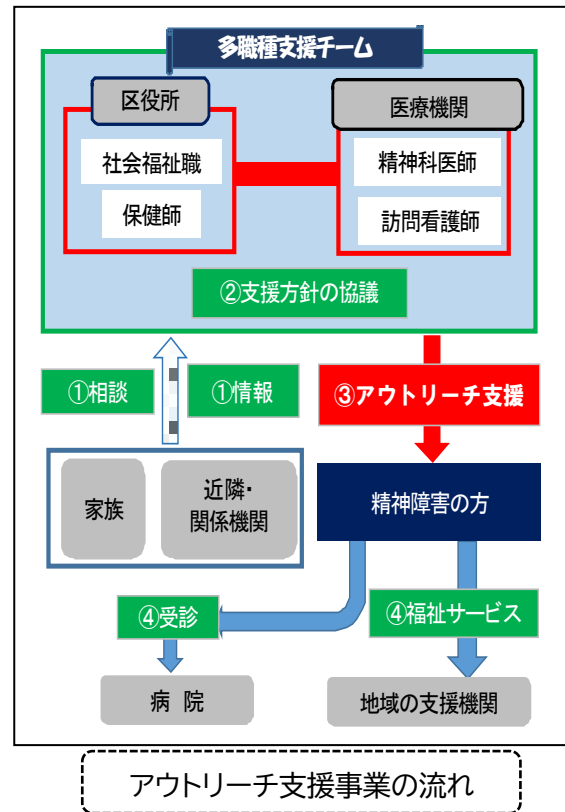 多職種支援チーム
区役所
医療機関
社会福祉職
保健師
精神科医師
訪問看護師
②支援方針の協議
①相談
①情報
③アウトリーチ支援
家族
近隣・
関係機関
精神障害の方
④受診
④福祉サービス
病 院
地域の支援機関
アウトリーチ支援事業の流れ